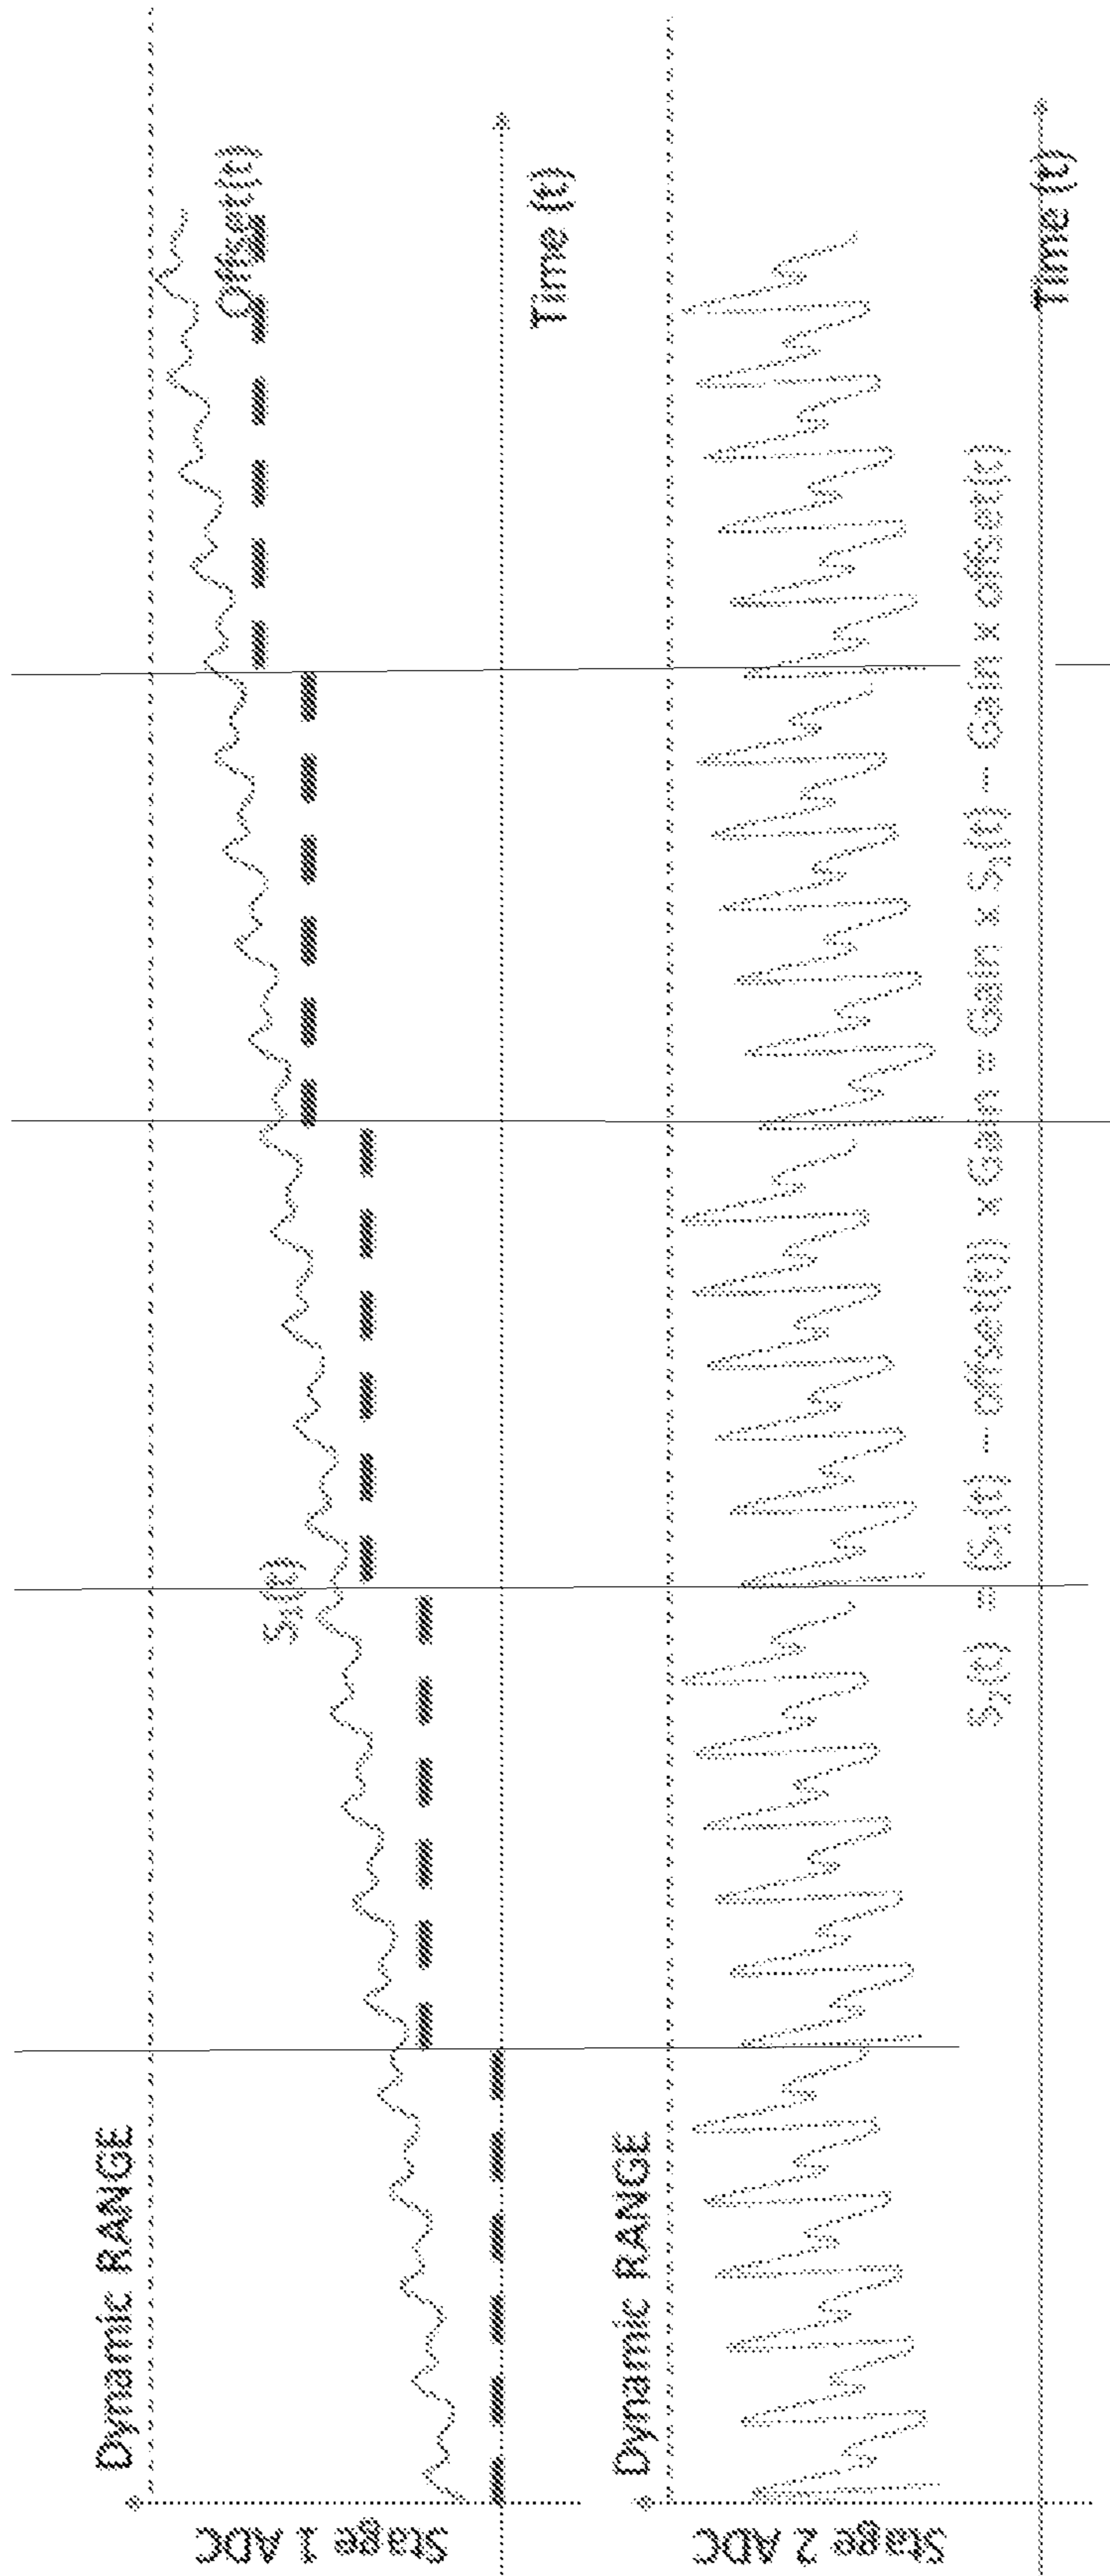 Dynamic RANGE
Stage 1 ADC
S₁(t)
Offset(t)
Time (t)
Dynamic RANGE
Stage 2 ADC
S₂(t) = (S₁(t) – offset(t)) x Gain = Gain x S₁(t) – Gain x offset(t)
Time (t)